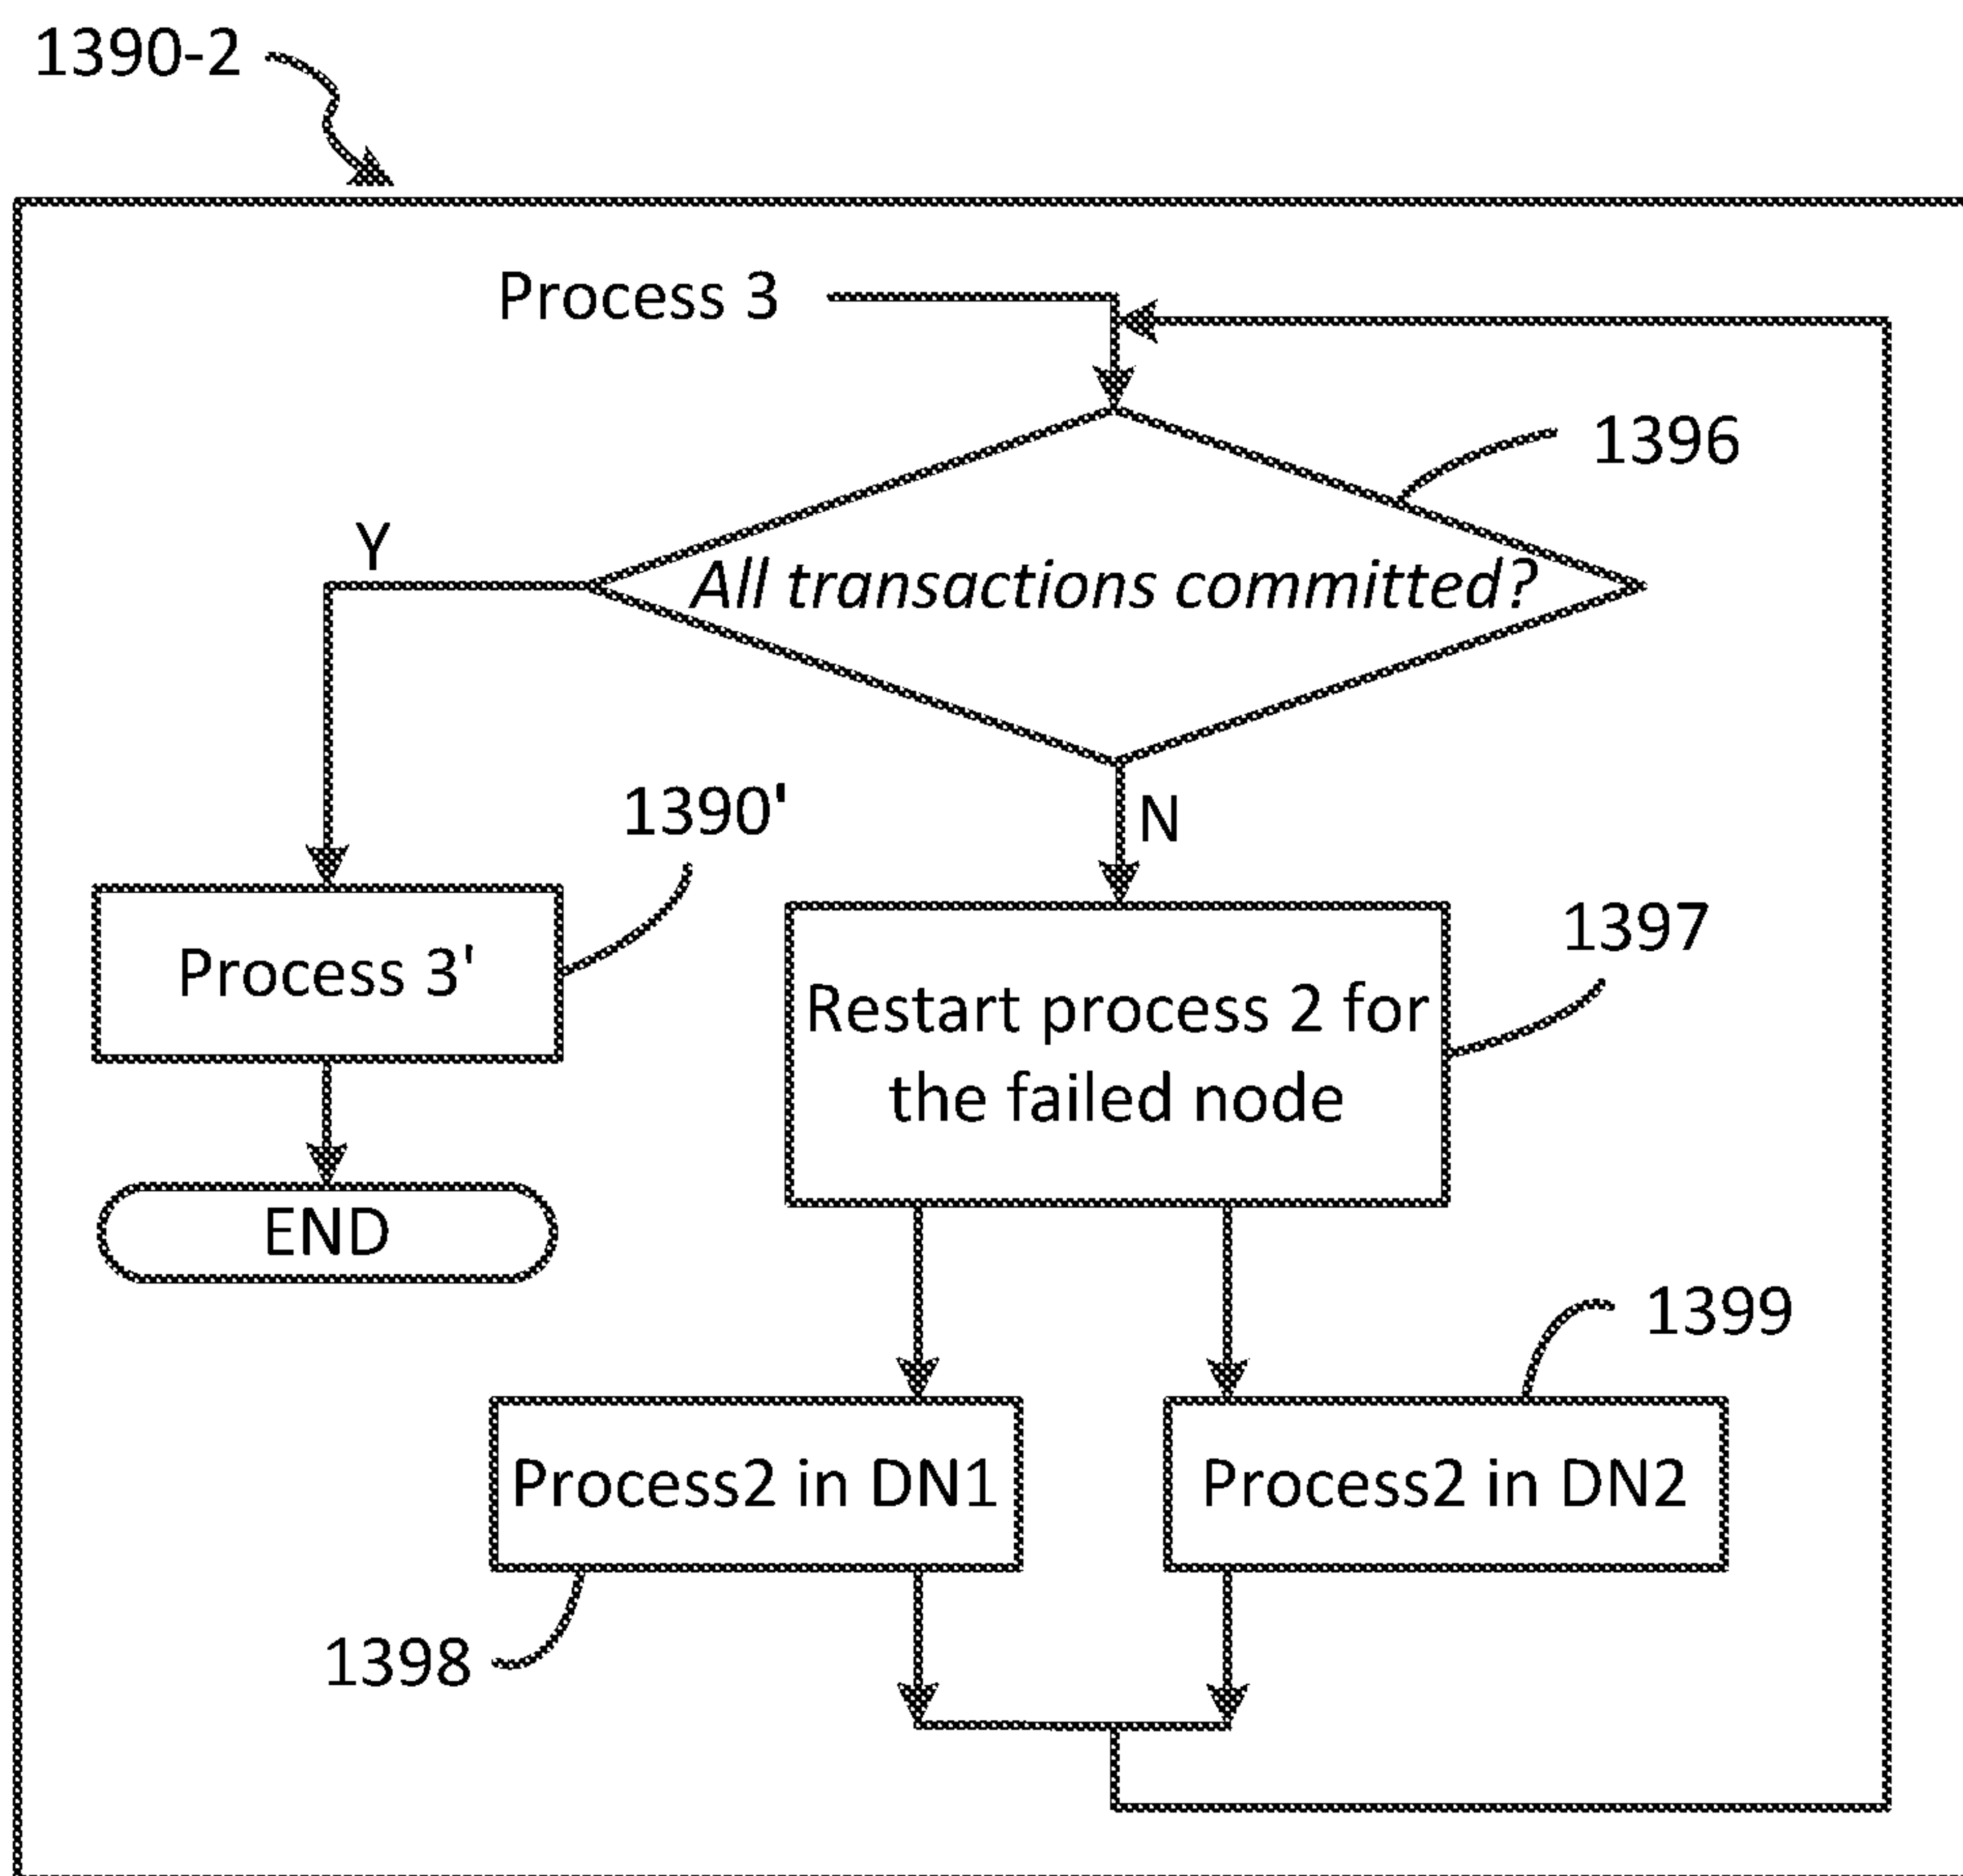 1390-2
Process 3
1396
Y
All transactions committed?
1390'
N
Process 3'
1397
Restart process 2 for
the failed node
END
1399
Process2 in DN1
Process2 in DN2
1398